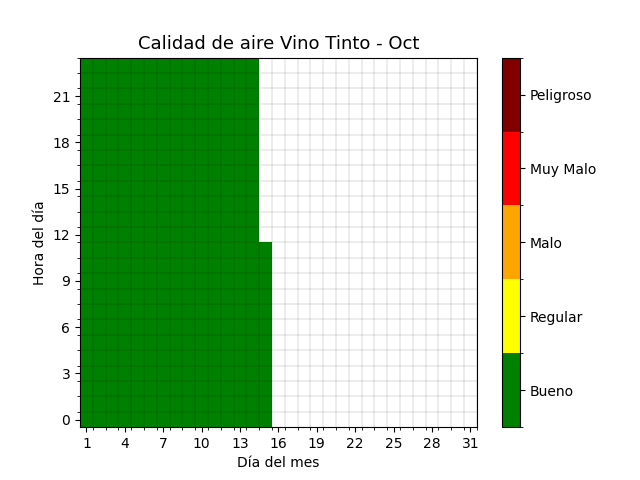 Calidad de aire Vino Tinto - Oct
Hora del día
21
18
15
12
9
6
3
0
1 4 7 10 13 16 19 22 25 28 31
Día del mes
Peligroso
Muy Malo
Malo
Regular
Bueno